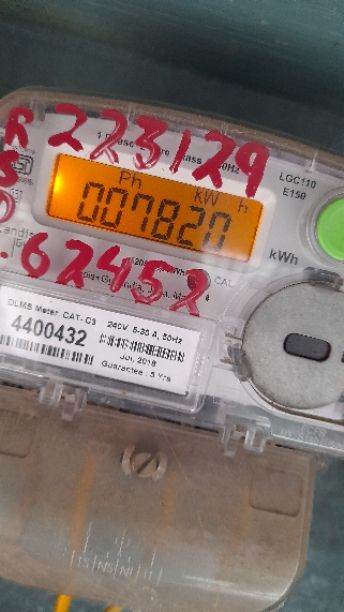 R 223129
LGC110
E150
Ph kW h
007820
kWh
CAL
.62452
DLMS Meter, CAT- C3 240V, 5-30 A, 50Hz
4400432
Jul, 2018
Guarantee : 5 Yrs